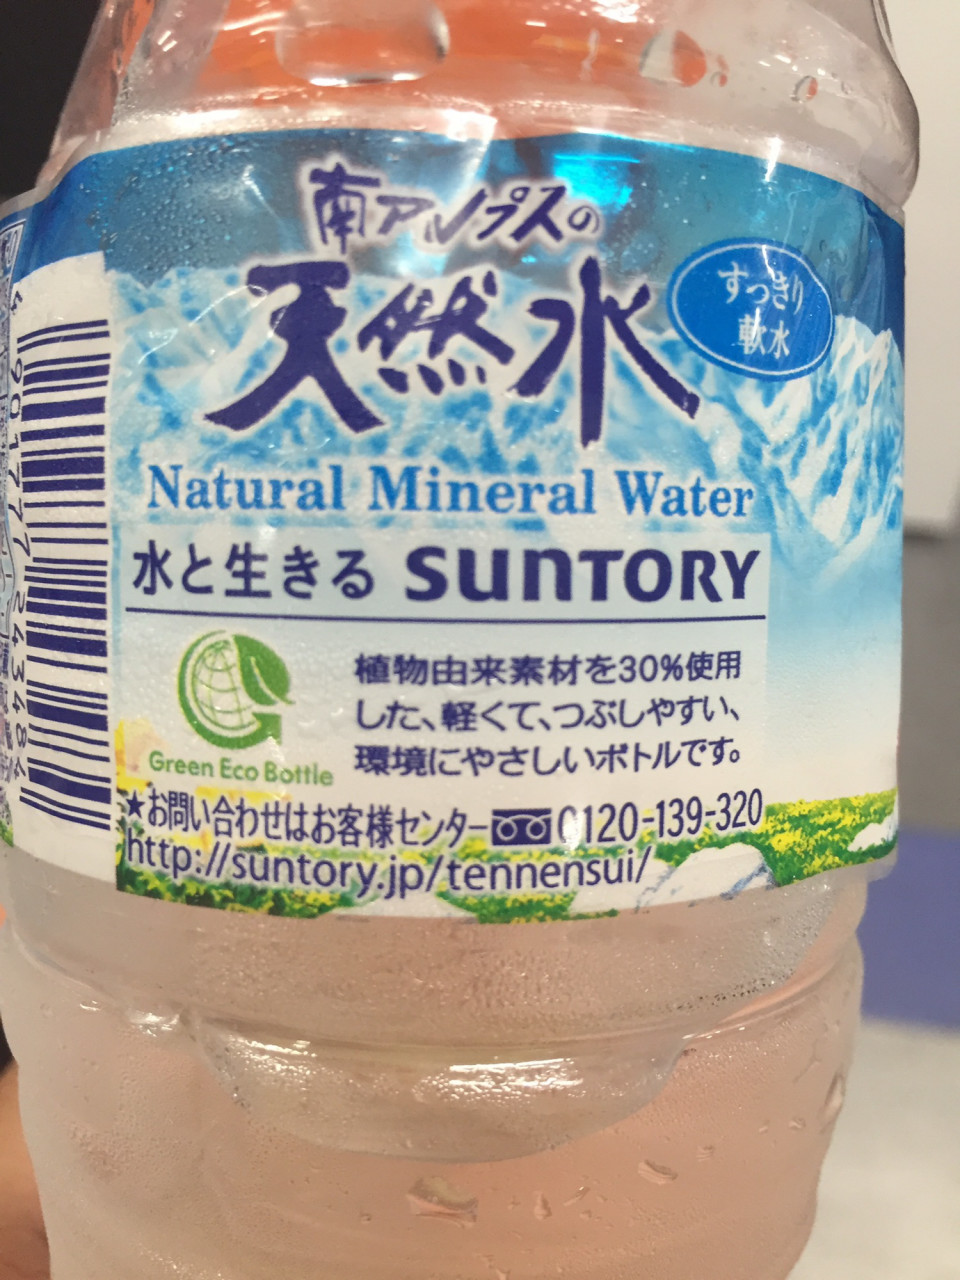 南アルプスの
天然水
すっきり
軟水
Natural Mineral Water
水と生きる SUNTORY
植物由来素材を30%使用
した、軽くて、つぶしやすい、
環境にやさしいボトルです。
Green Eco Bottle
★お問い合わせはお客様センター 0120-139-320
http://suntory.jp/tennensui/
4 901777 243484